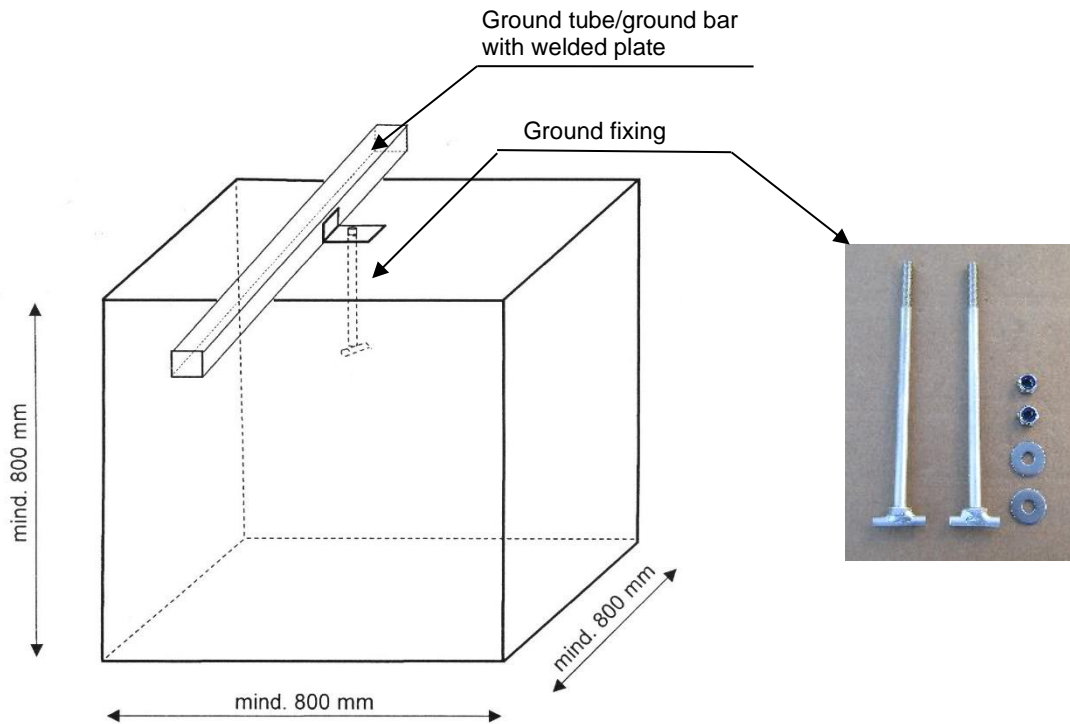 Ground tube/ground bar
with welded plate
Ground fixing
mind. 800 mm
mind. 800 mm
mind. 800 mm